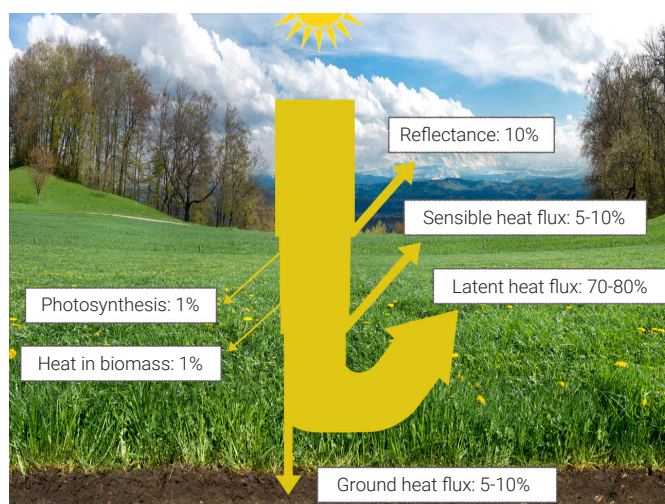 Reflectance: 10%
Sensible heat flux: 5-10%
Latent heat flux: 70-80%
Photosynthesis: 1%
Heat in biomass: 1%
Ground heat flux: 5-10%